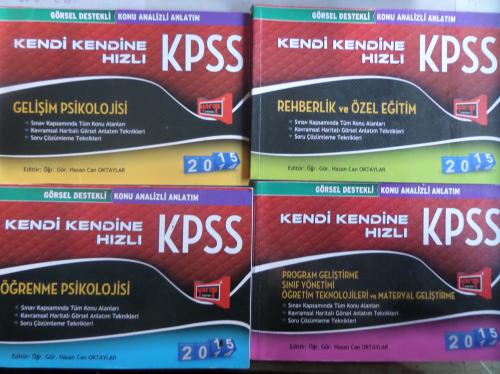 GÖRSEL DESTEKLİ
KONU ANALİZLİ ANLATIM
KENDİ KENDİNE
HIZLI
KPSS
GELİŞİM PSİKOLOJİSİ
Sınav Kapsamında Tüm Konu Alanları
Kavramsal Haritalı Görsel Anlatım Teknikleri
Soru Çözümleme Teknikleri
yargı
Editör: Öğr. Gör. Hasan Can OKTAYLAR
2015
GÖRSEL DESTEKLİ
KONU ANALİZLİ ANLATIM
KENDİ KENDİNE
HIZLI
KPSS
REHBERLİK ve ÖZEL EĞİTİM
Sınav Kapsamında Tüm Konu Alanları
Kavramsal Haritalı Görsel Anlatım Teknikleri
Soru Çözümleme Teknikleri
yargı
Editör: Öğr. Gör. Hasan Can OKTAYLAR
2015
GÖRSEL DESTEKLİ
KONU ANALİZLİ ANLATIM
KENDİ KENDİNE
HIZLI
KPSS
ÖĞRENME PSİKOLOJİSİ
Sınav Kapsamında Tüm Konu Alanları
Kavramsal Haritalı Görsel Anlatım Teknikleri
Soru Çözümleme Teknikleri
yargı
Editör: Öğr. Gör. Hasan Can OKTAYLAR
2015
GÖRSEL DESTEKLİ
KONU ANALİZLİ ANLATIM
KENDİ KENDİNE
HIZLI
KPSS
PROGRAM GELİŞTİRME
SINIF YÖNETİMİ
ÖĞRETİM TEKNOLOJİLERİ ve MATERYAL GELİŞTİRME
Sınav Kapsamında Tüm Konu Alanları
Kavramsal Haritalı Görsel Anlatım Teknikleri
Soru Çözümleme Teknikleri
yargı
Editör: Öğr. Gör. Hasan Can OKTAYLAR
2015